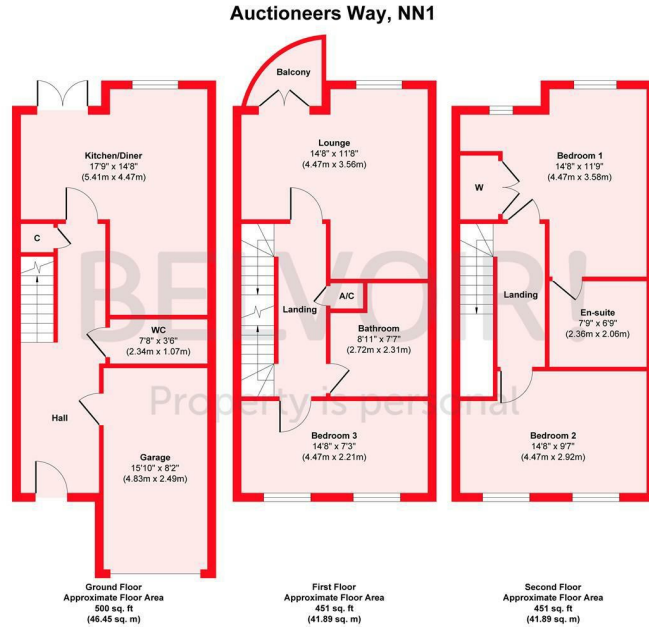 Auctioneers Way, NN1
Balcony
Kitchen/Diner
17'9" x 14'8"
(5.41m x 4.47m)
C
WC
7'8" x 3'6"
(2.34m x 1.07m)
Hall
Garage
15'10" x 8'2"
(4.83m x 2.49m)
Lounge
14'8" x 11'8"
(4.47m x 3.56m)
A/C
Landing
Bathroom
8'11" x 7'7"
(2.72m x 2.31m)
Bedroom 3
14'8" x 7'3"
(4.47m x 2.21m)
Bedroom 1
14'8" x 11'9"
(4.47m x 3.58m)
W
Landing
En-suite
7'9" x 6'9"
(2.36m x 2.06m)
Bedroom 2
14'8" x 9'7"
(4.47m x 2.92m)
BELVOIR!
Property is personal
Ground Floor
Approximate Floor Area
500 sq. ft
(46.45 sq. m)
First Floor
Approximate Floor Area
451 sq. ft
(41.89 sq. m)
Second Floor
Approximate Floor Area
451 sq. ft
(41.89 sq. m)